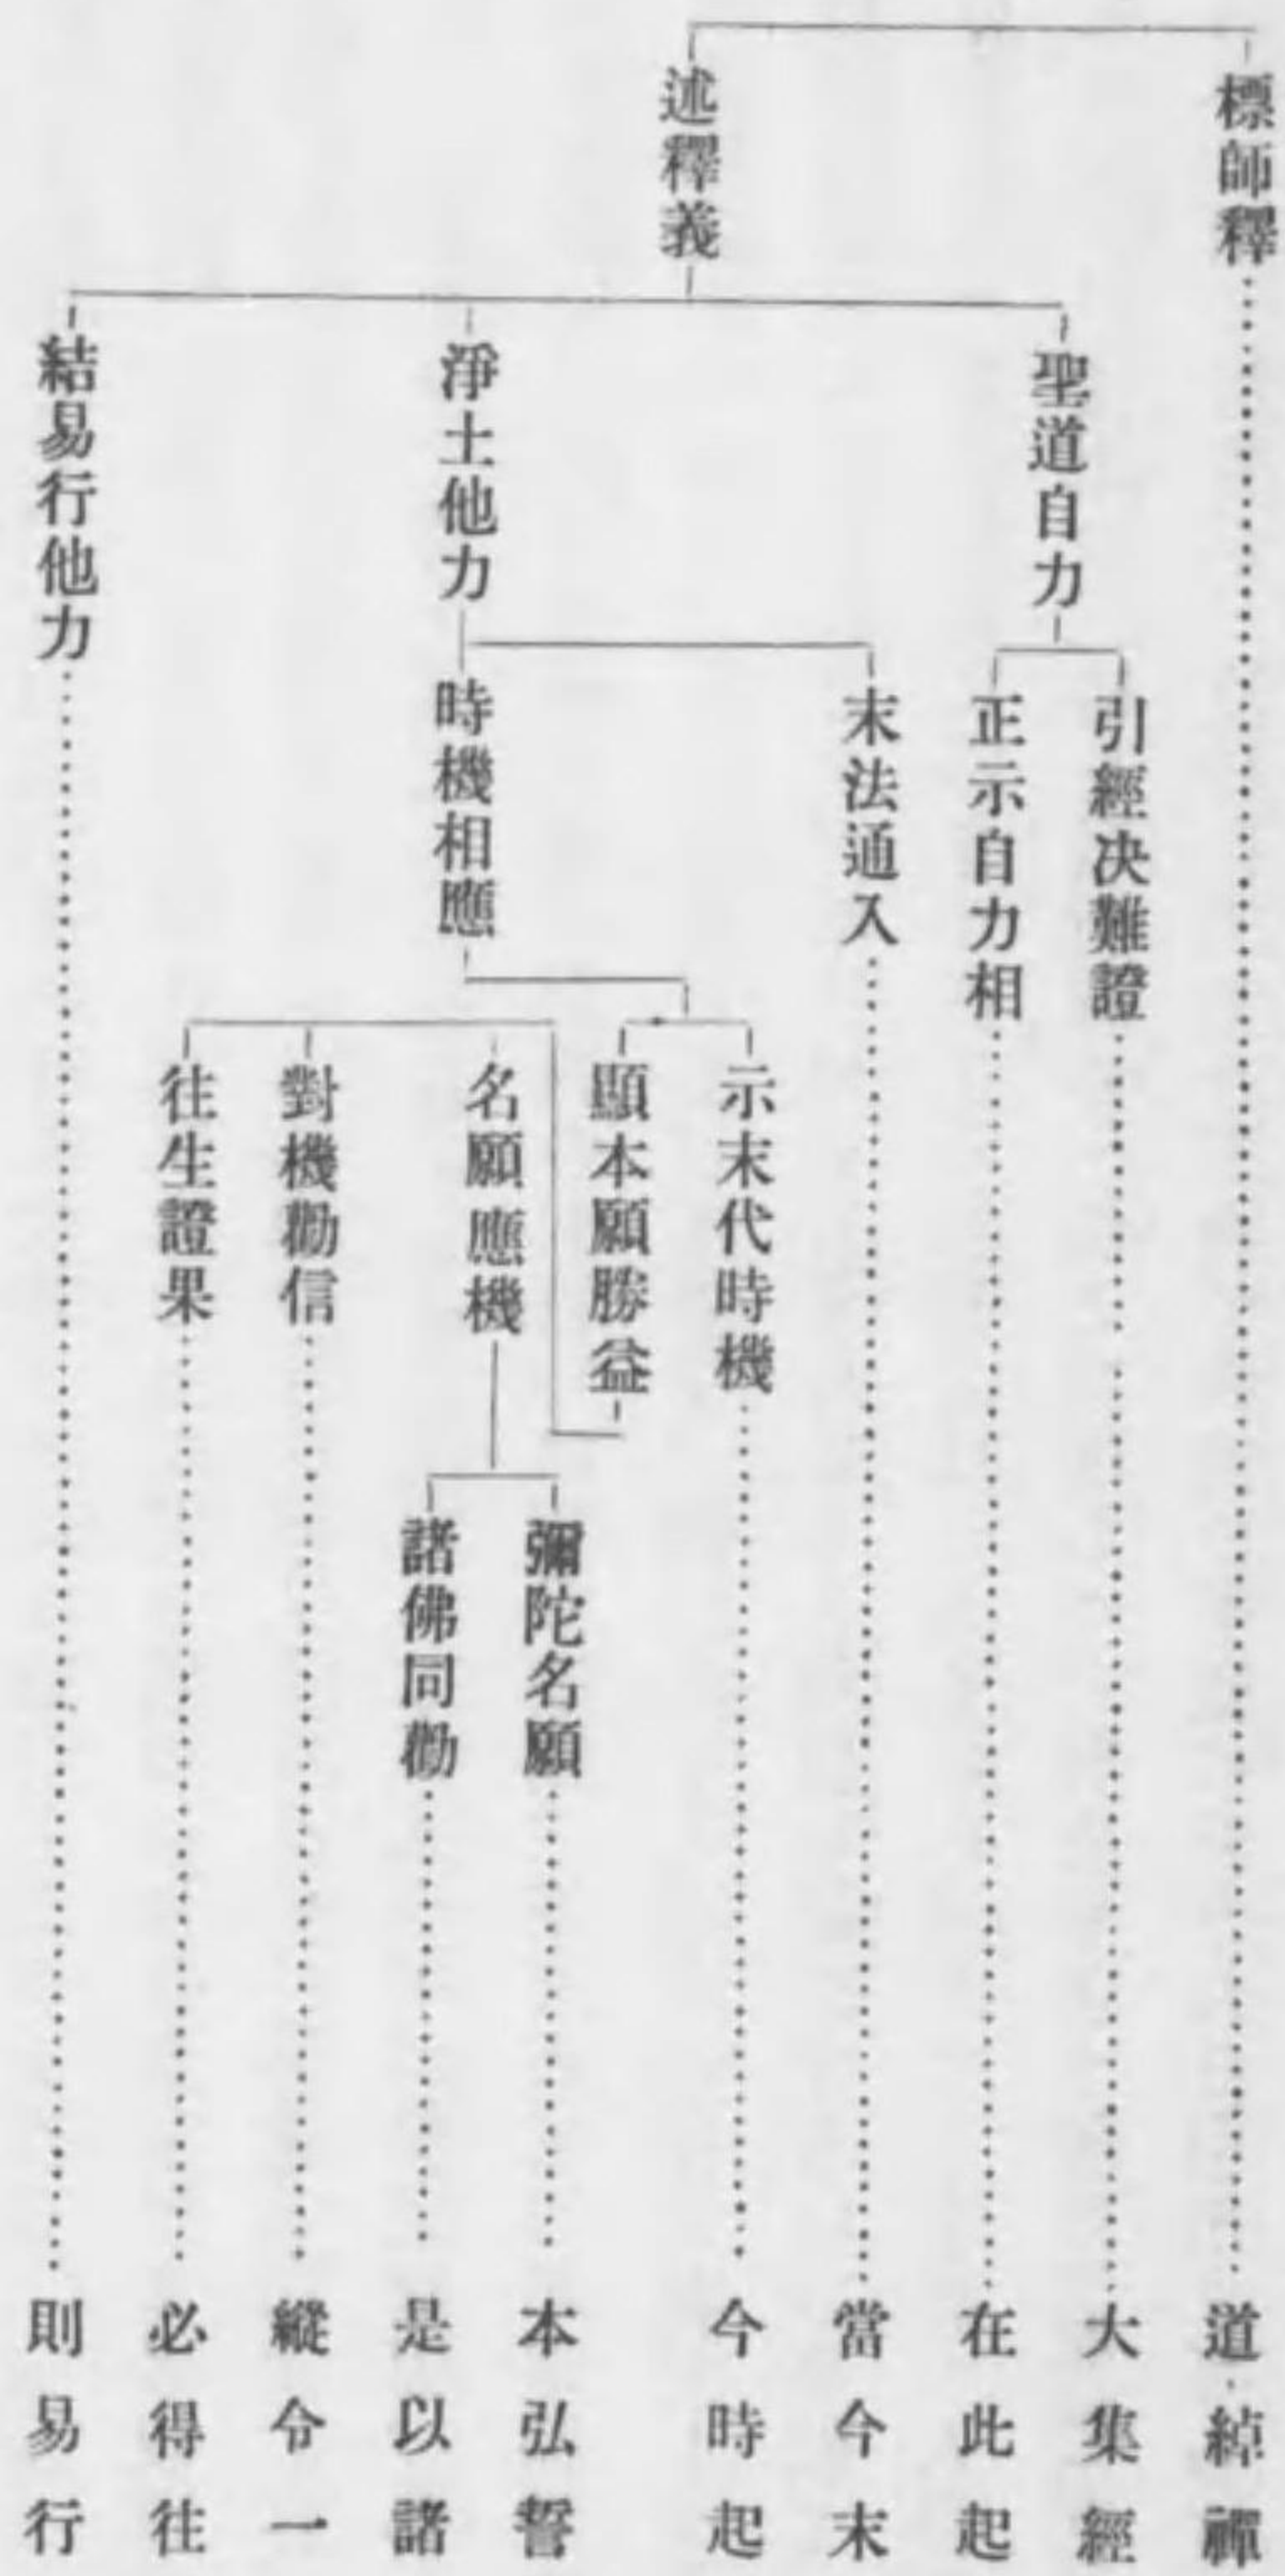 標師釋
道綽禪
述釋義
聖道自力
引經决難證
大集經
正示自力相
在此起
淨土他力
末法通入
當今末
時機相應
示末代時機
今時起
顯本願勝益
名願應機
彌陀名願
本弘誓
諸佛同勸
是以諸
對機勸信
縱令一
往生證果
必得往
結易行他力
則易行